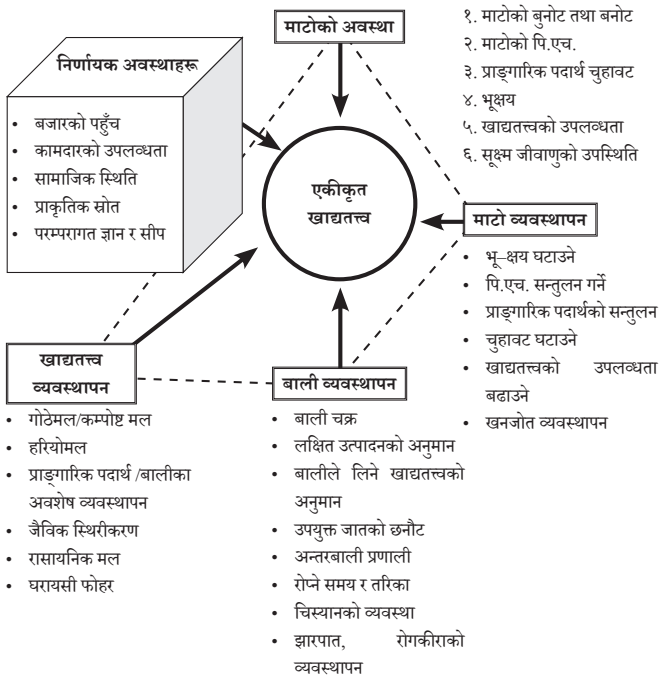 माटोको अवस्था
१. माटोको बुनोट तथा बनोट
२. माटोको पि.एच.
३. प्राङ्गारिक पदार्थ चुहावट
४. भूक्षय
५. खाद्यतत्त्वको उपलव्धता
६. सूक्ष्म जीवाणुको उपस्थिति
निर्णायक अवस्थाहरू
• बजारको पहुँच
• कामदारको उपलव्धता
• सामाजिक स्थिति
• प्राकृतिक स्रोत
• परम्परागत ज्ञान र सीप
एकीकृत
खाद्यतत्त्व
माटो व्यवस्थापन
• भू–क्षय घटाउने
• पि.एच. सन्तुलन गर्ने
• प्राङ्गारिक पदार्थको सन्तुलन
• चुहावट घटाउने
• खाद्यतत्त्वको उपलव्धता
बढाउने
• खनजोत व्यवस्थापन
खाद्यतत्त्व
व्यवस्थापन
• गोठेमल/कम्पोष्ट मल
• हरियोमल
• प्राङ्गारिक पदार्थ /बालीका
अवशेष व्यवस्थापन
• जैविक स्थिरीकरण
• रासायनिक मल
• घरायसी फोहर
बाली व्यवस्थापन
• बाली चक्र
• लक्षित उत्पादनको अनुमान
• बालीले लिने खाद्यतत्त्वको
अनुमान
• उपयुक्त जातको छनौट
• अन्तरबाली प्रणाली
• रोप्ने समय र तरिका
• चिस्यानको व्यवस्था
• झारपात, रोगकीराको
व्यवस्थापन